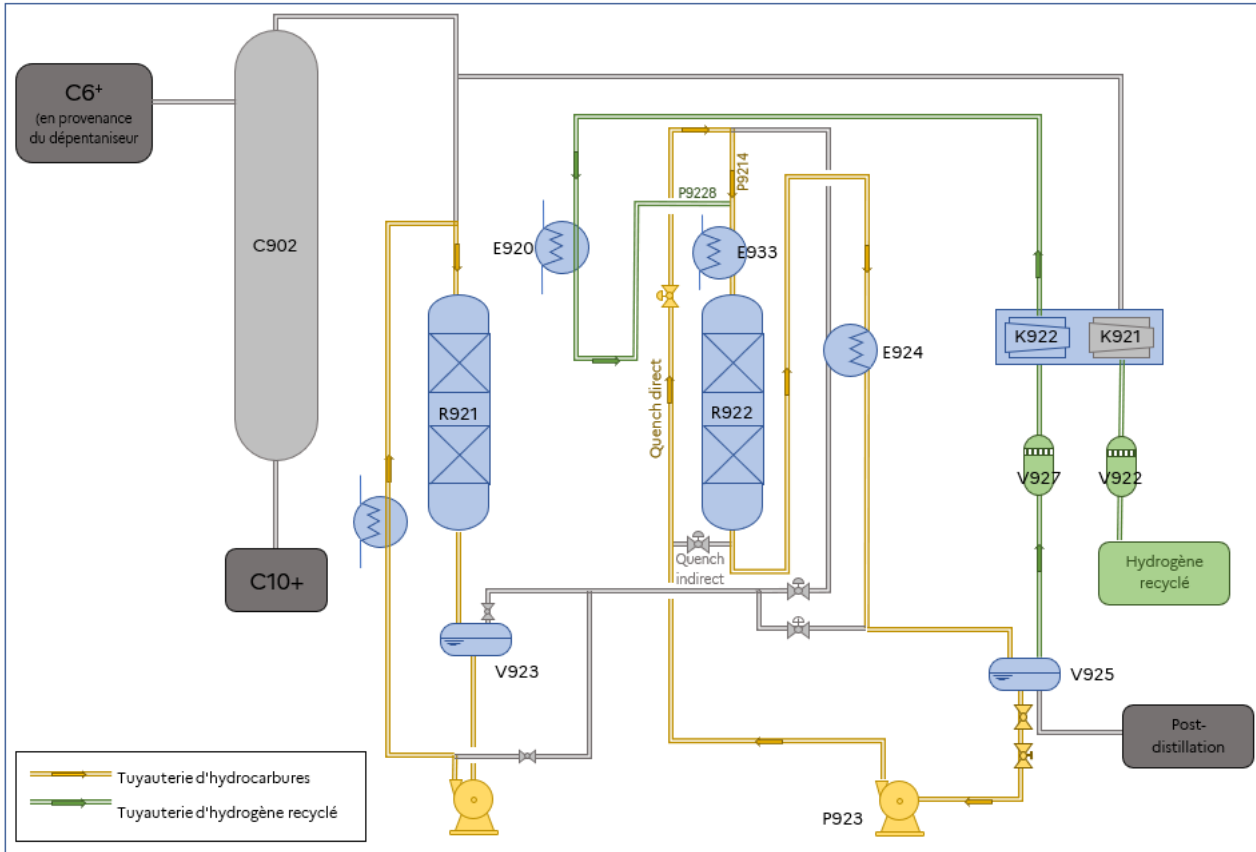 C6⁺
(en provenance
du dépentaniseur
C902
C10+
E920
P9228
P9214
E933
E924
K922
K921
R921
R922
Quench direct
Quench
indirect
V927
V922
Hydrogène
recyclé
V923
V925
Post-
distillation
P923
Tuyauterie d'hydrocarbures
Tuyauterie d'hydrogène recyclé